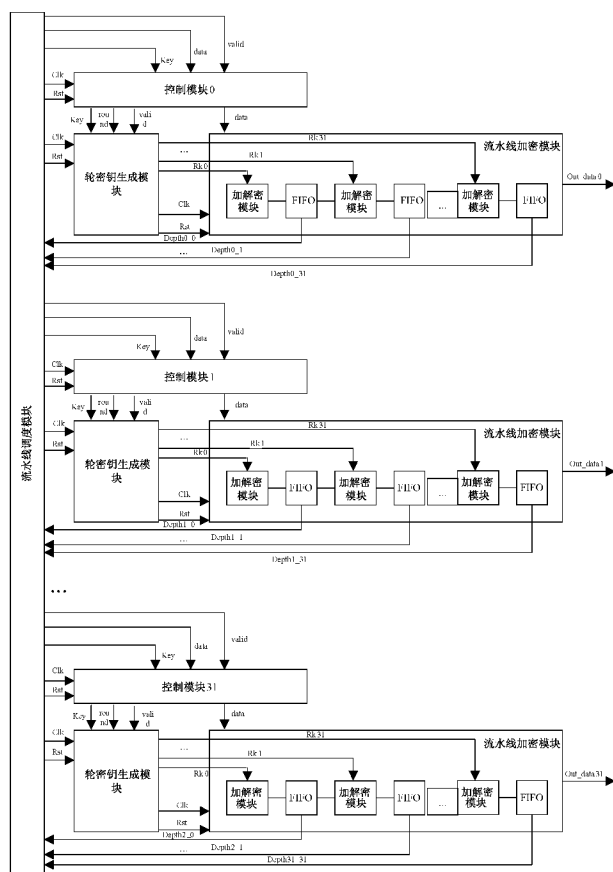 流水线调度模块
valid
data
Key
Clk
Rst
控制模块0
Key
rou
nd
vali
d
data
Clk
Rst
轮密钥生成模块
流水线加密模块
Rk31
...
Rk1
Rk0
加解密模块
FIFO
加解密模块
FIFO
...
加解密模块
FIFO
Out_data0
Clk
Rst
Depth0_0
... Depth0_1
Depth0_31
valid
data
Key
Clk
Rst
控制模块1
Key
rou
nd
vali
d
data
Clk
Rst
轮密钥生成模块
流水线加密模块
Rk31
...
Rk1
Rk0
加解密模块
FIFO
加解密模块
FIFO
...
加解密模块
FIFO
Out_data1
Clk
Rst
Depth1_0
... Depth1_1
Depth1_31
...
valid
data
Key
Clk
Rst
控制模块31
Key
rou
nd
vali
d
data
Clk
Rst
轮密钥生成模块
流水线加密模块
Rk31
...
Rk1
Rk0
加解密模块
FIFO
加解密模块
FIFO
...
加解密模块
FIFO
Out_data31
Clk
Rst
Depth2_0
... Depth2_1
Depth31_31